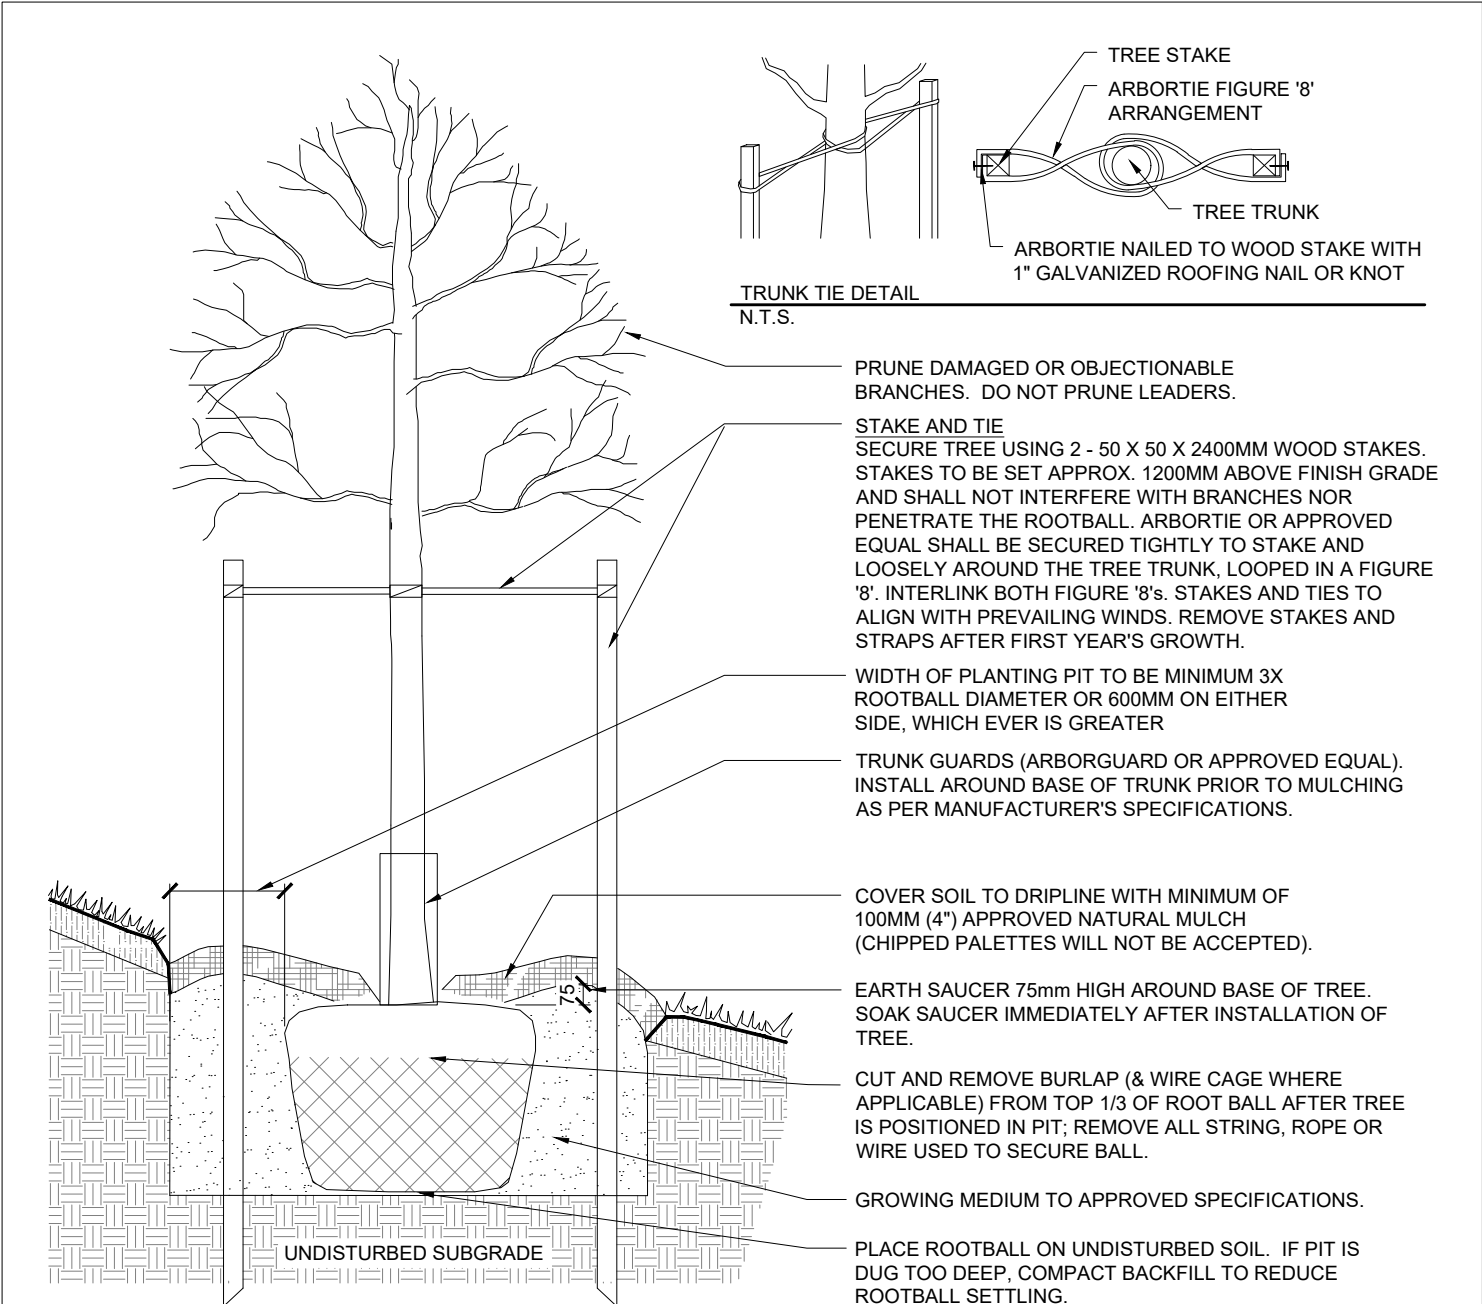 TREE STAKE
ARBORTIE FIGURE '8'
ARRANGEMENT
TREE TRUNK
ARBORTIE NAILED TO WOOD STAKE WITH
1" GALVANIZED ROOFING NAIL OR KNOT
TRUNK TIE DETAIL
N.T.S.
PRUNE DAMAGED OR OBJECTIONABLE
BRANCHES. DO NOT PRUNE LEADERS.
STAKE AND TIE
SECURE TREE USING 2 - 50 X 50 X 2400MM WOOD STAKES.
STAKES TO BE SET APPROX. 1200MM ABOVE FINISH GRADE
AND SHALL NOT INTERFERE WITH BRANCHES NOR
PENETRATE THE ROOTBALL. ARBORTIE OR APPROVED
EQUAL SHALL BE SECURED TIGHTLY TO STAKE AND
LOOSELY AROUND THE TREE TRUNK, LOOPED IN A FIGURE
'8'. INTERLINK BOTH FIGURE '8's. STAKES AND TIES TO
ALIGN WITH PREVAILING WINDS. REMOVE STAKES AND
STRAPS AFTER FIRST YEAR'S GROWTH.
WIDTH OF PLANTING PIT TO BE MINIMUM 3X
ROOTBALL DIAMETER OR 600MM ON EITHER
SIDE, WHICH EVER IS GREATER
TRUNK GUARDS (ARBORGUARD OR APPROVED EQUAL).
INSTALL AROUND BASE OF TRUNK PRIOR TO MULCHING
AS PER MANUFACTURER'S SPECIFICATIONS.
COVER SOIL TO DRIPLINE WITH MINIMUM OF
100MM (4") APPROVED NATURAL MULCH
(CHIPPED PALETTES WILL NOT BE ACCEPTED).
75
EARTH SAUCER 75mm HIGH AROUND BASE OF TREE.
SOAK SAUCER IMMEDIATELY AFTER INSTALLATION OF
TREE.
CUT AND REMOVE BURLAP (& WIRE CAGE WHERE
APPLICABLE) FROM TOP 1/3 OF ROOT BALL AFTER TREE
IS POSITIONED IN PIT; REMOVE ALL STRING, ROPE OR
WIRE USED TO SECURE BALL.
GROWING MEDIUM TO APPROVED SPECIFICATIONS.
UNDISTURBED SUBGRADE
PLACE ROOTBALL ON UNDISTURBED SOIL. IF PIT IS
DUG TOO DEEP, COMPACT BACKFILL TO REDUCE
ROOTBALL SETTLING.